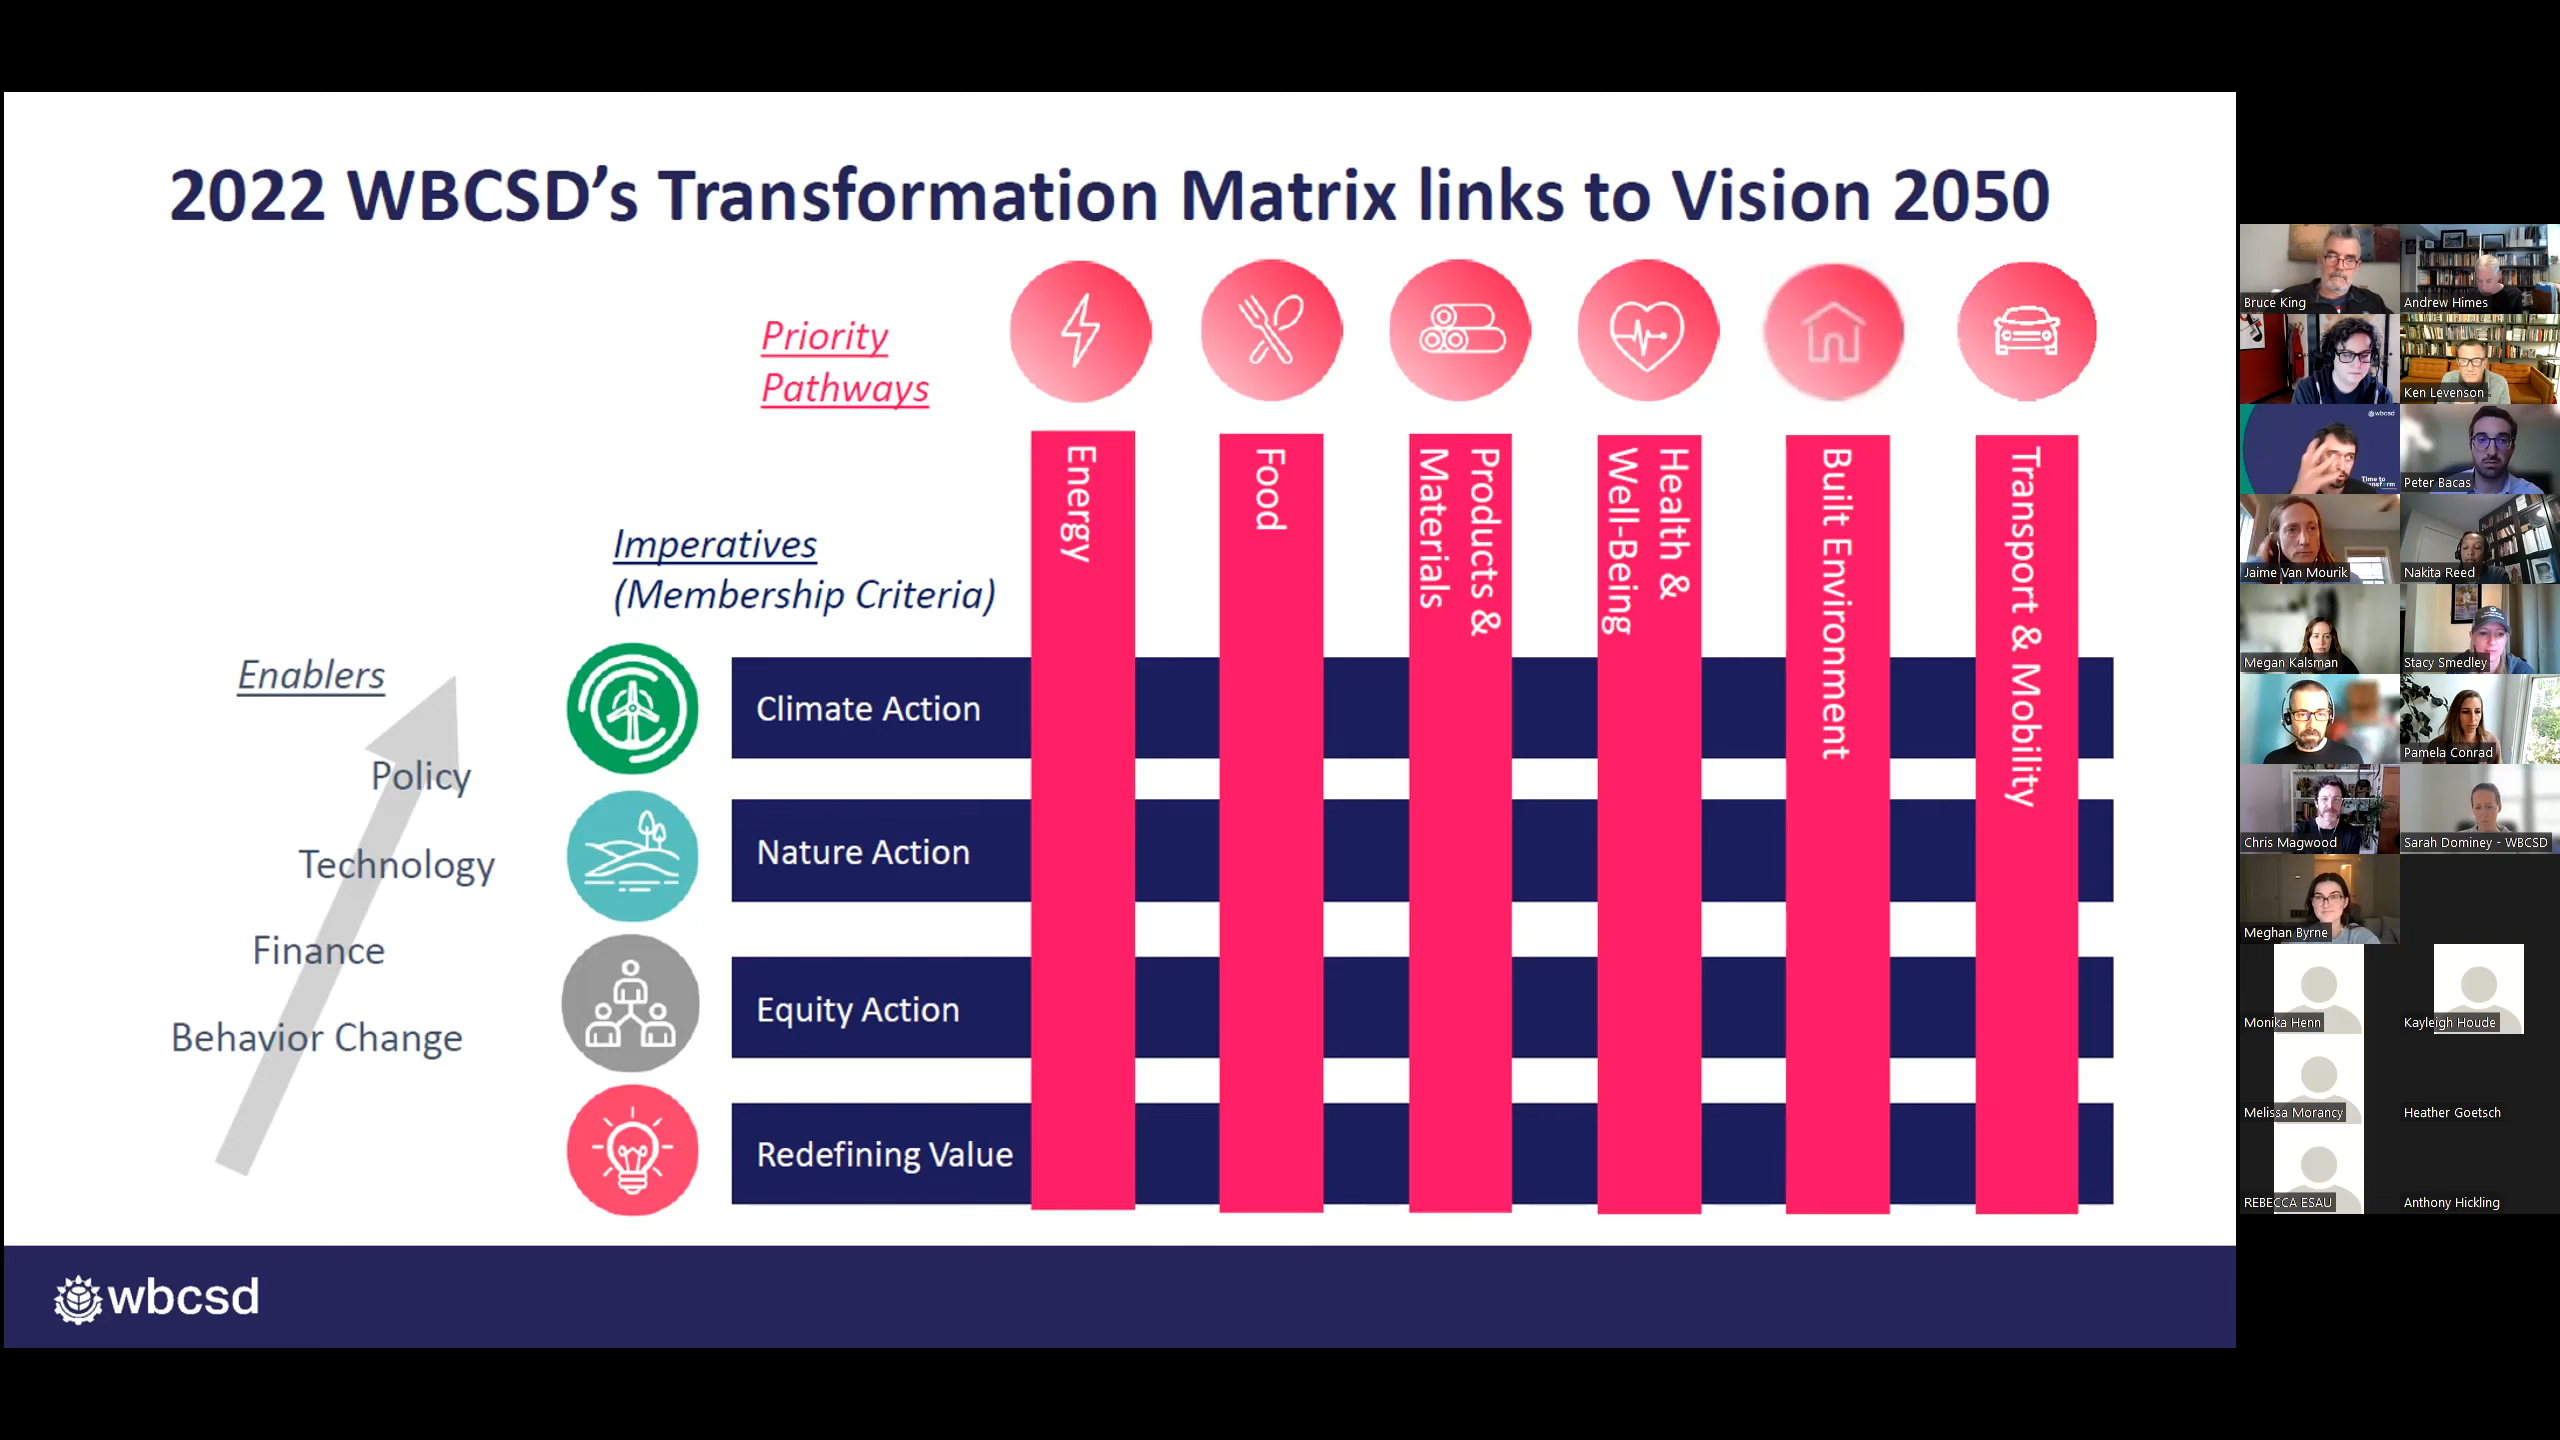 2022 WBCSD’s Transformation Matrix links to Vision 2050
Priority
Pathways
Energy
Food
Products &
Materials
Health &
Well-Being
Built Environment
Transport & Mobility
Imperatives
(Membership Criteria)
Enablers
Policy
Technology
Finance
Behavior Change
Climate Action
Nature Action
Equity Action
Redefining Value
wbcsd
Bruce King
Andrew Himes
Ken Levenson
wbcsd
Time to
Peter Bacas
Jaime Van Mourik
Nakita Reed
Megan Kalsman
Stacy Smedley
Pamela Conrad
Chris Magwood
Sarah Dominey - WBCSD
Meghan Byrne
Monika Henn
Kayleigh Houde
Melissa Morancy
Heather Goetsch
REBECCA ESAU
Anthony Hickling